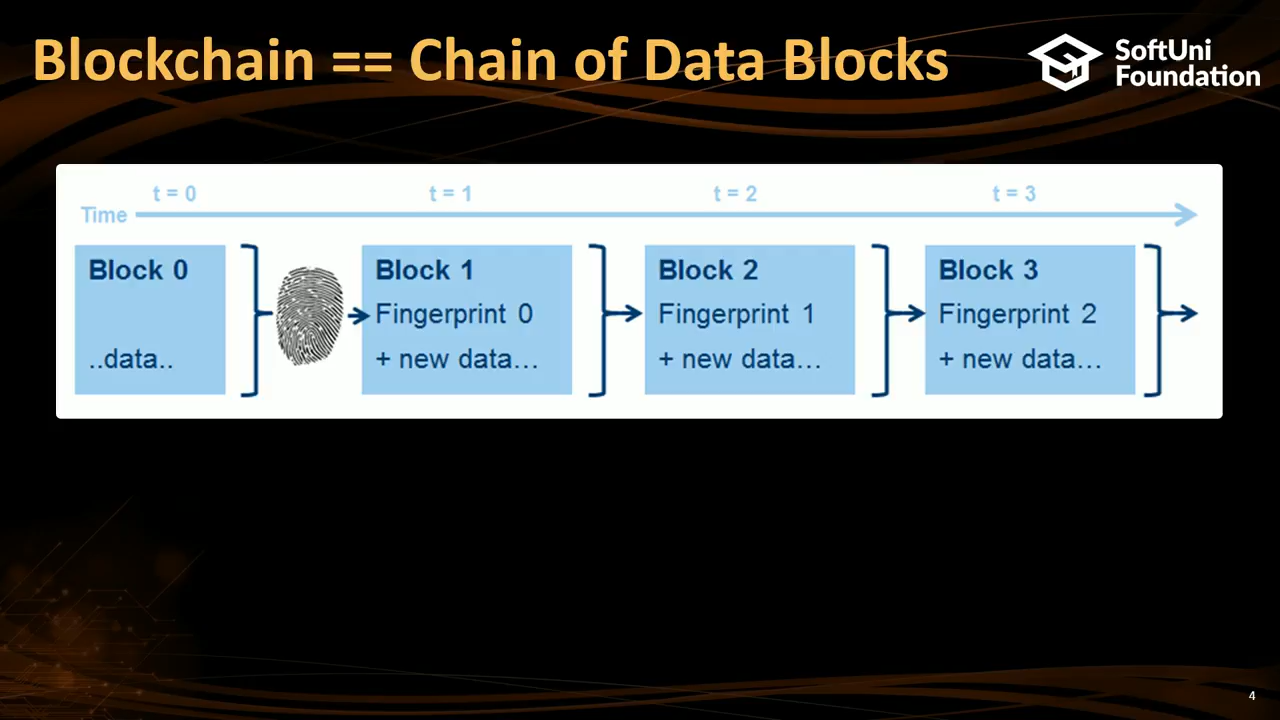 Blockchain == Chain of Data Blocks
SoftUni
Foundation
t = 0
t = 1
t = 2
t = 3
Time
Block 0
..data..
Block 1
Fingerprint 0
+ new data...
Block 2
Fingerprint 1
+ new data...
Block 3
Fingerprint 2
+ new data...
4